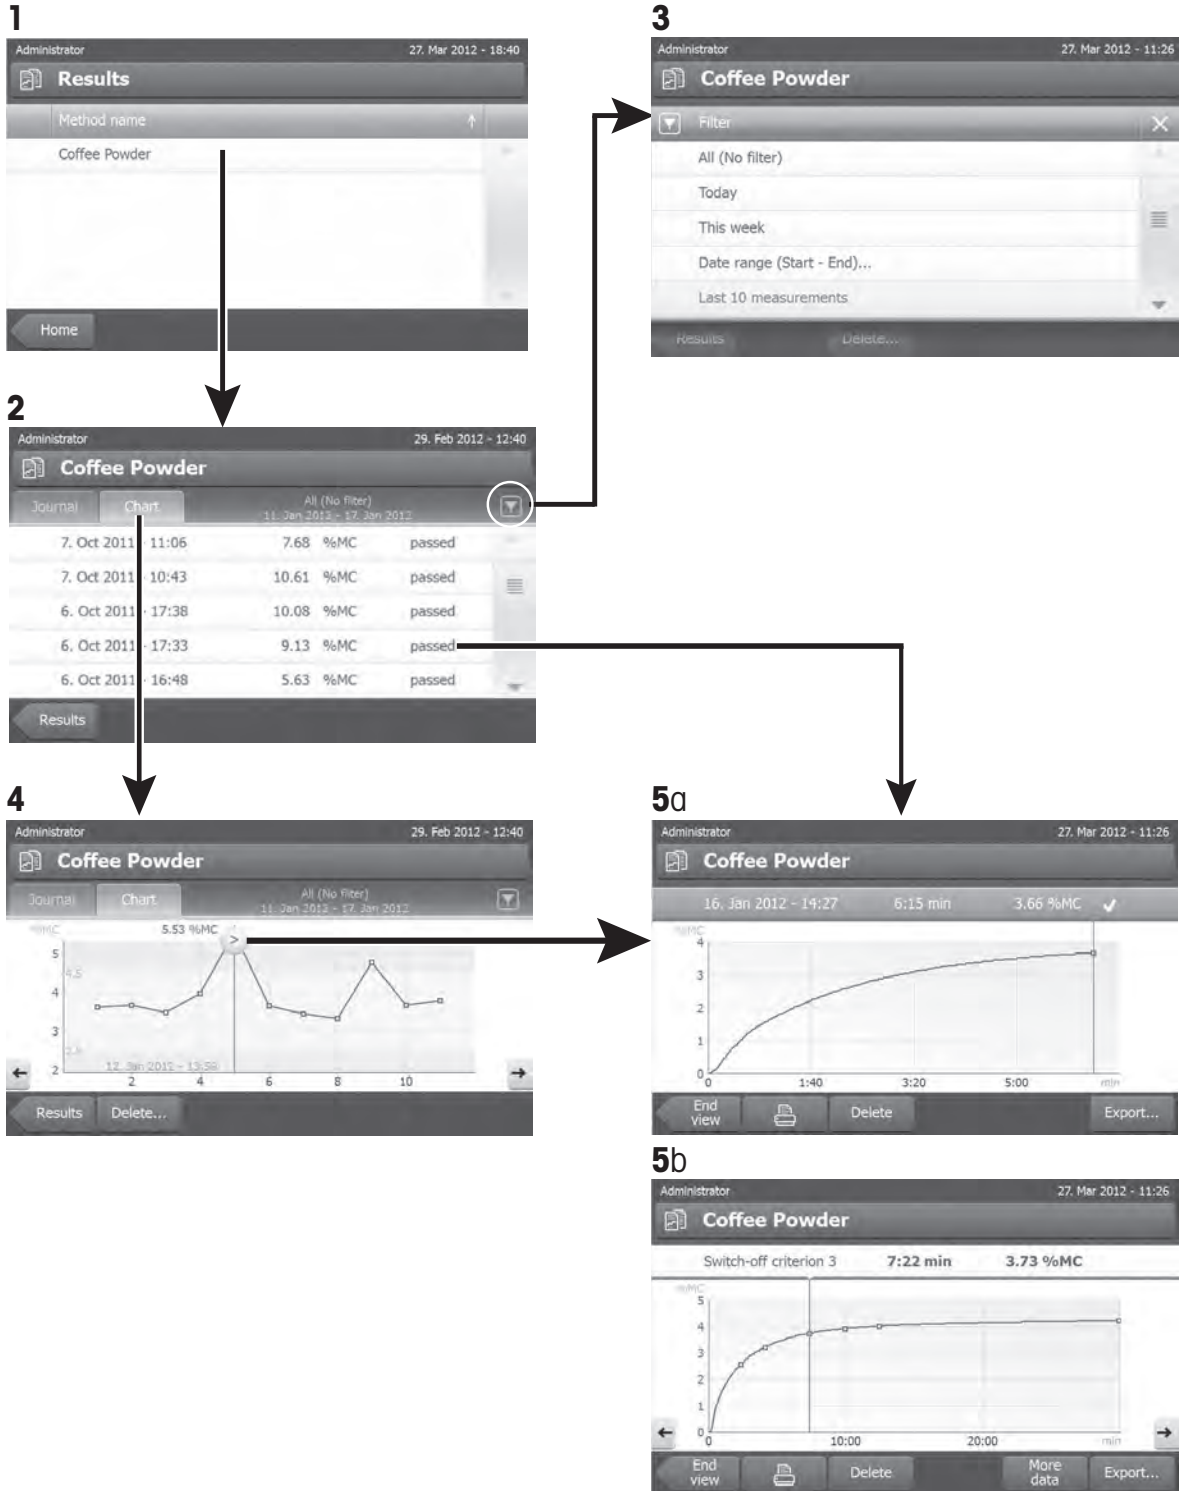 1
Administrator 27. Mar 2012 - 18:40
Results
Method name
Coffee Powder
Home
3
Administrator 27. Mar 2012 - 11:26
Coffee Powder
Filter
All (No filter)
Today
This week
Date range (Start - End)...
Last 10 measurements
Results Delete...
2
Administrator 29. Feb 2012 - 12:40
Coffee Powder
Journal Chart All (No filter)
11. Jan 2012 - 17. Jan 2012
7. Oct 2011 - 11:06 7.68 %MC passed
7. Oct 2011 - 10:43 10.61 %MC passed
6. Oct 2011 - 17:38 10.08 %MC passed
6. Oct 2011 - 17:33 9.13 %MC passed
6. Oct 2011 - 16:48 5.63 %MC passed
Results
4
Administrator 29. Feb 2012 - 12:40
Coffee Powder
Journal Chart All (No filter)
11. Jan 2012 - 17. Jan 2012
%MC 5.53 %MC >
5
4.5
4
3
2.5
2 12. Jan 2012 - 13:59
2 4 6 8 10
Results Delete...
5a
Administrator 27. Mar 2012 - 11:26
Coffee Powder
16. Jan 2012 - 14:27 6:15 min 3.66 %MC
%MC
4
3
2
1
0
0 1:40 3:20 5:00 min
End view Delete Export...
5b
Administrator 27. Mar 2012 - 11:26
Coffee Powder
Switch-off criterion 3 7:22 min 3.73 %MC
%MC
5
4
3
2
1
0
0 10:00 20:00 min
End view Delete More data Export...